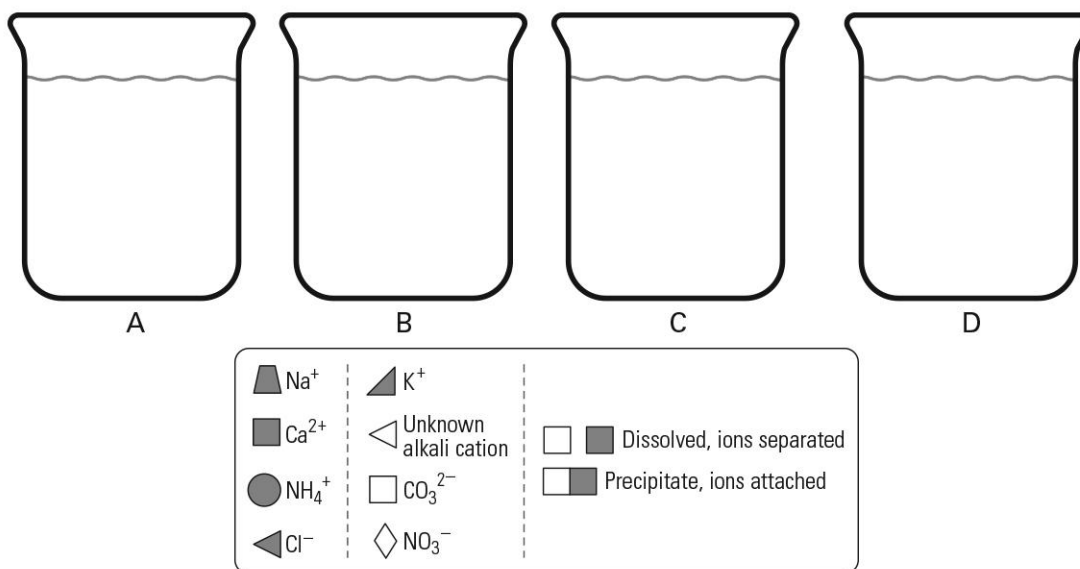 A
B
C
D
Na⁺
Ca²⁺
NH₄⁺
Cl⁻
K⁺
Unknown
alkali cation
CO₃²⁻
NO₃⁻
Dissolved, ions separated
Precipitate, ions attached